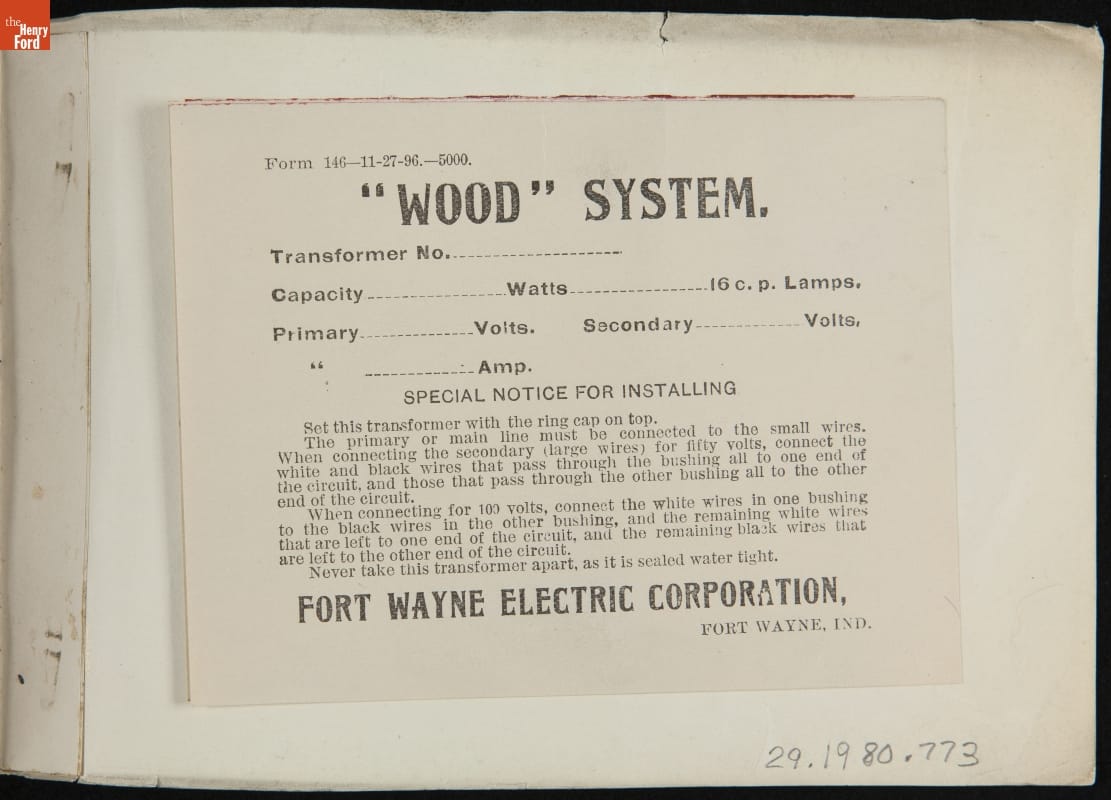 the
Henry
Ford
Form 146—11-27-96.—5000.
"WOOD" SYSTEM.
Transformer No.
Capacity Watts 16 c. p. Lamps,
Primary Volts. Secondary Volts,
" Amp.
SPECIAL NOTICE FOR INSTALLING
Set this transformer with the ring cap on top.
The primary or main line must be connected to the small wires.
When connecting the secondary (large wires) for fifty volts, connect the
white and black wires that pass through the bushing all to one end of
the circuit, and those that pass through the other bushing all to the other
end of the circuit.
When connecting for 100 volts, connect the white wires in one bushing
to the black wires in the other bushing, and the remaining white wires
that are left to one end of the circuit, and the remaining black wires that
are left to the other end of the circuit.
Never take this transformer apart, as it is sealed water tight.
FORT WAYNE ELECTRIC CORPORATION,
FORT WAYNE, IND.
29.1980.773